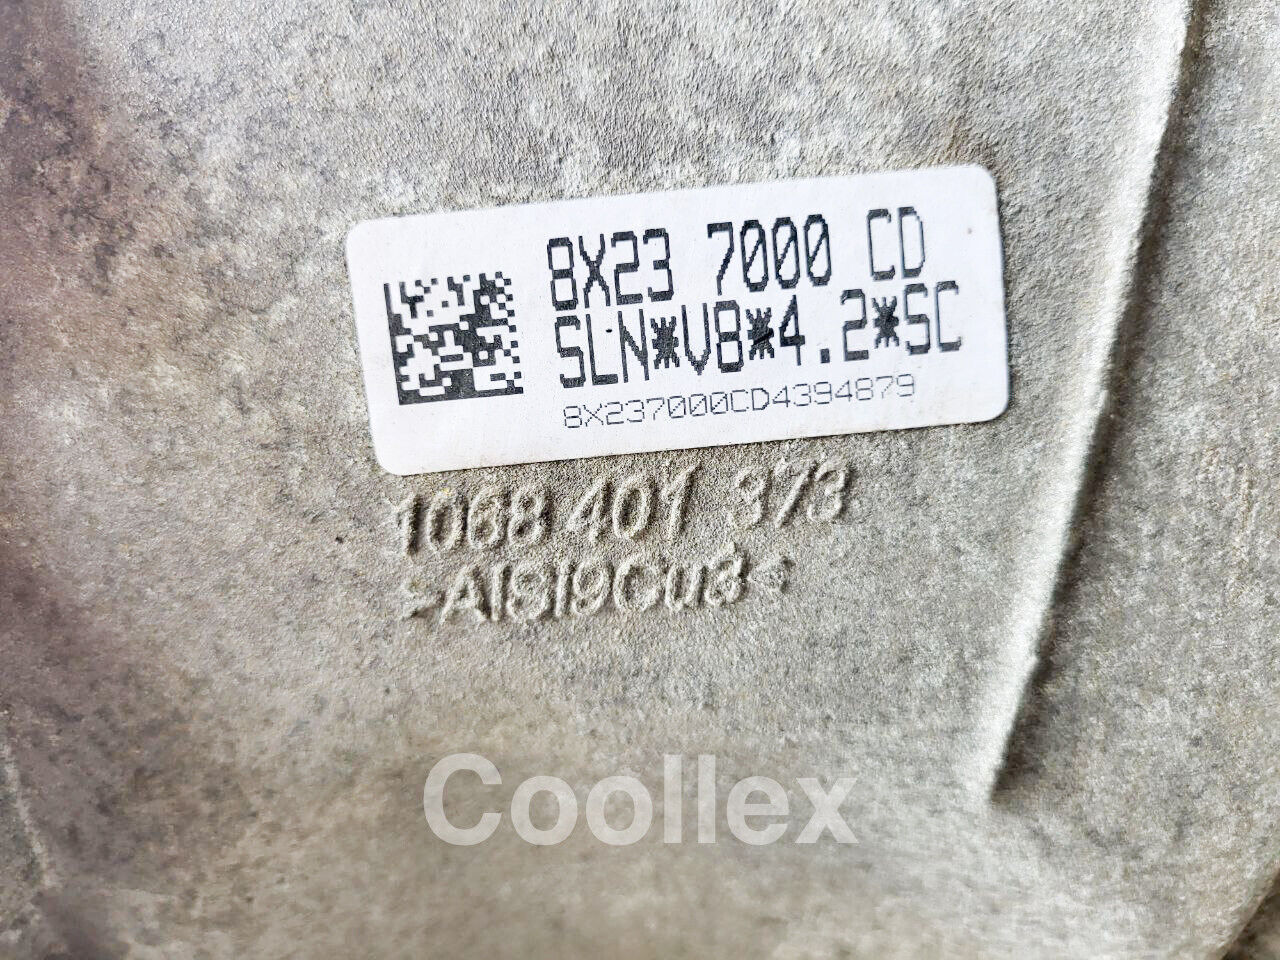 8X23 7000 CD
SLN*V8*4.2*SC
8X237000CD4394879
1068 401 373
>AlSi9Cu3<
Coollex